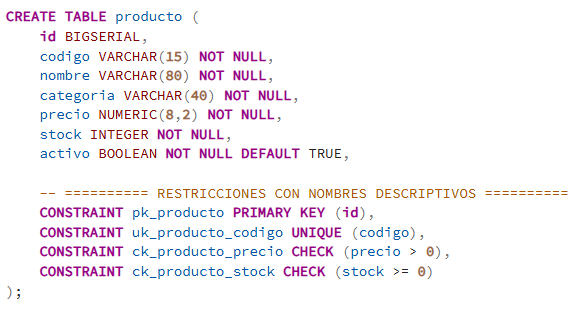 CREATE TABLE producto (
    id BIGSERIAL,
    codigo VARCHAR(15) NOT NULL,
    nombre VARCHAR(80) NOT NULL,
    categoria VARCHAR(40) NOT NULL,
    precio NUMERIC(8,2) NOT NULL,
    stock INTEGER NOT NULL,
    activo BOOLEAN NOT NULL DEFAULT TRUE,

    -- ========== RESTRICCIONES CON NOMBRES DESCRIPTIVOS ==========
    CONSTRAINT pk_producto PRIMARY KEY (id),
    CONSTRAINT uk_producto_codigo UNIQUE (codigo),
    CONSTRAINT ck_producto_precio CHECK (precio > 0),
    CONSTRAINT ck_producto_stock CHECK (stock >= 0)
);